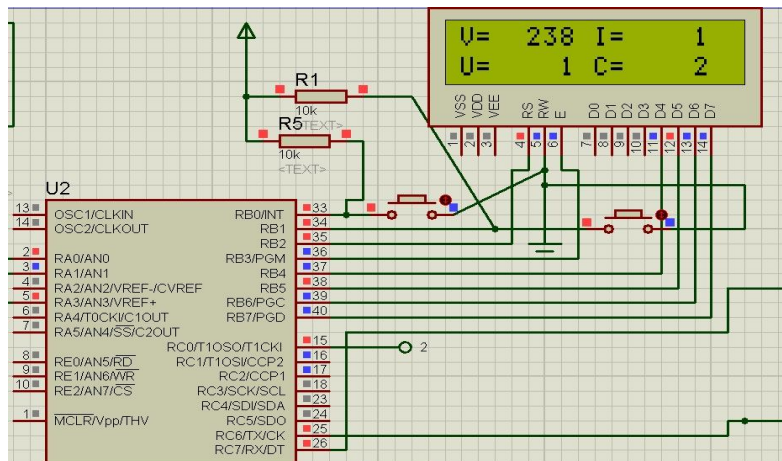 V= 238 I= 1
U= 1 C= 2
R1
10k
<TEXT>
R5
10k
<TEXT>
VSS
VDD
VEE
RS
RW
E
D0
D1
D2
D3
D4
D5
D6
D7
1
2
3
4
5
6
7
8
9
10
11
12
13
14
U2
13 OSC1/CLKIN
14 OSC2/CLKOUT
2 RA0/AN0
3 RA1/AN1
4 RA2/AN2/VREF-/CVREF
5 RA3/AN3/VREF+
6 RA4/T0CKI/C1OUT
7 RA5/AN4/SS/C2OUT
8 RE0/AN5/RD
9 RE1/AN6/WR
10 RE2/AN7/CS
1 MCLR/Vpp/THV
RB0/INT 33
RB1 34
RB2 35
RB3/PGM 36
RB4 37
RB5 38
RB6/PGC 39
RB7/PGD 40
RC0/T1OSO/T1CKI 15
RC1/T1OSI/CCP2 16
RC2/CCP1 17
RC3/SCK/SCL 18
RC4/SDI/SDA 23
RC5/SDO 24
RC6/TX/CK 25
RC7/RX/DT 26
2